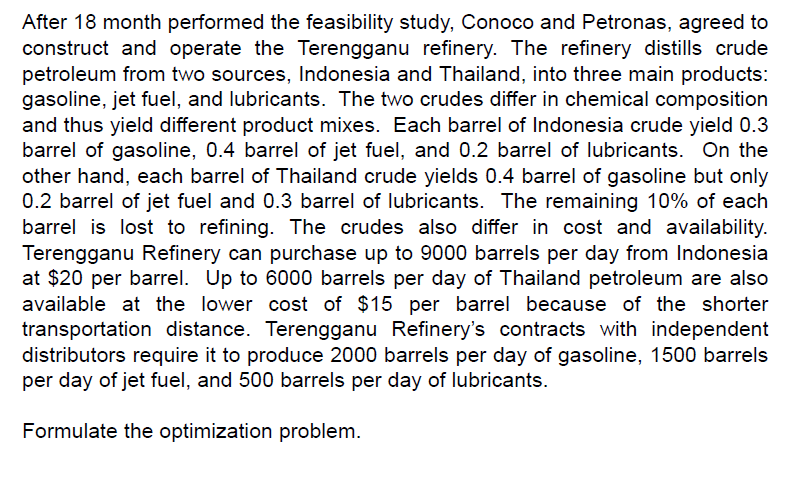 After 18 month performed the feasibility study, Conoco and Petronas, agreed to
construct and operate the Terengganu refinery. The refinery distills crude
petroleum from two sources, Indonesia and Thailand, into three main products:
gasoline, jet fuel, and lubricants. The two crudes differ in chemical composition
and thus yield different product mixes. Each barrel of Indonesia crude yield 0.3
barrel of gasoline, 0.4 barrel of jet fuel, and 0.2 barrel of lubricants. On the
other hand, each barrel of Thailand crude yields 0.4 barrel of gasoline but only
0.2 barrel of jet fuel and 0.3 barrel of lubricants. The remaining 10% of each
barrel is lost to refining. The crudes also differ in cost and availability.
Terengganu Refinery can purchase up to 9000 barrels per day from Indonesia
at $20 per barrel. Up to 6000 barrels per day of Thailand petroleum are also
available at the lower cost of $15 per barrel because of the shorter
transportation distance. Terengganu Refinery's contracts with independent
distributors require it to produce 2000 barrels per day of gasoline, 1500 barrels
per day of jet fuel, and 500 barrels per day of lubricants.
Formulate the optimization problem.